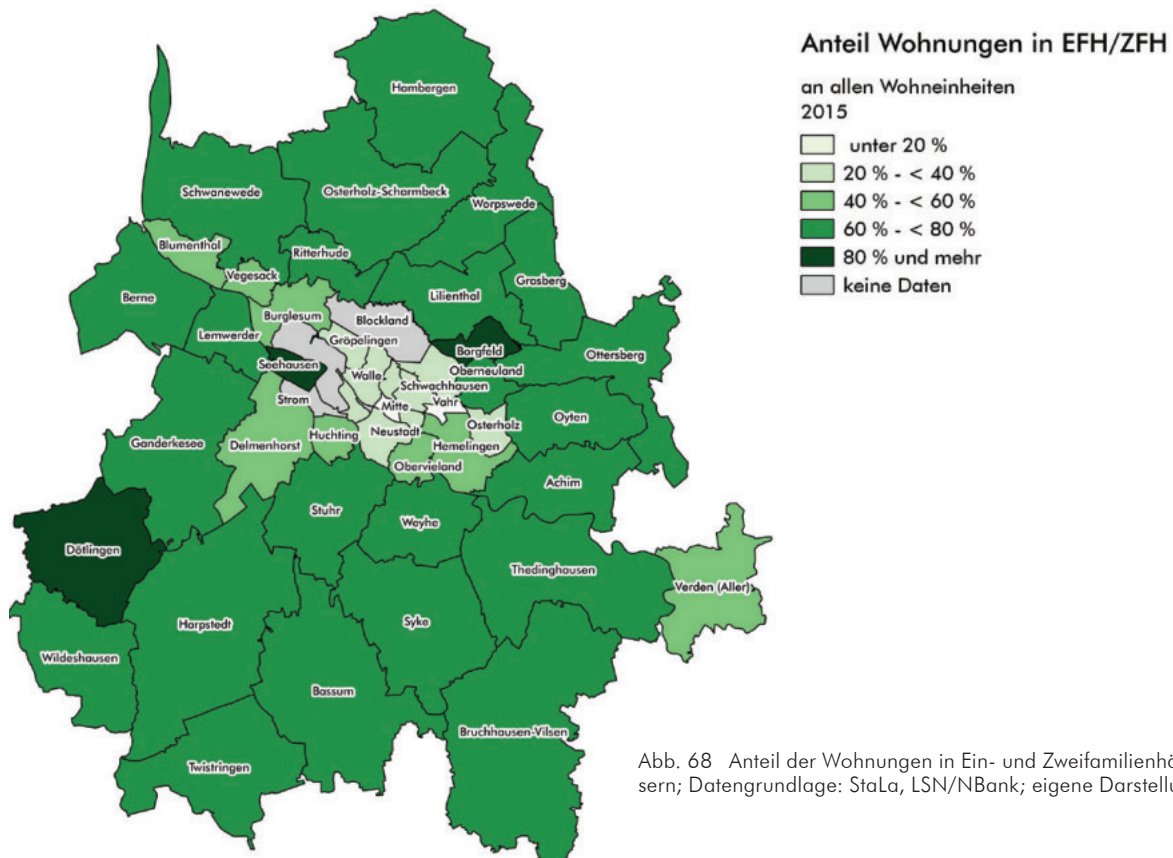 Anteil Wohnungen in EFH/ZFH
an allen Wohneinheiten
2015
unter 20 %
20 % - < 40 %
40 % - < 60 %
60 % - < 80 %
80 % und mehr
keine Daten
Hambergen
Schwanewede
Osterholz-Scharmbeck
Worpswede
Blumenthal
Ritterhude
Vegesack
Grasberg
Berne
Lilienthal
Burglesum
Blockland
Lemwerder
Gröpelingen
Borgfeld
Ottersberg
Seehausen
Oberneuland
Walle
Schwachhausen
Strom
Mitte
Vahr
Oyten
Osterholz
Ganderkesee
Delmenhorst
Huchting
Neustadt
Hemelingen
Obervieland
Achim
Stuhr
Weyhe
Dötlingen
Thedinghausen
Verden (Aller)
Harpstedt
Syke
Wildeshausen
Bassum
Bruchhausen-Vilsen
Twistringen
Abb. 68 Anteil der Wohnungen in Ein- und Zweifamilienhä
sern; Datengrundlage: StaLa, LSN/NBank; eigene Darstellu